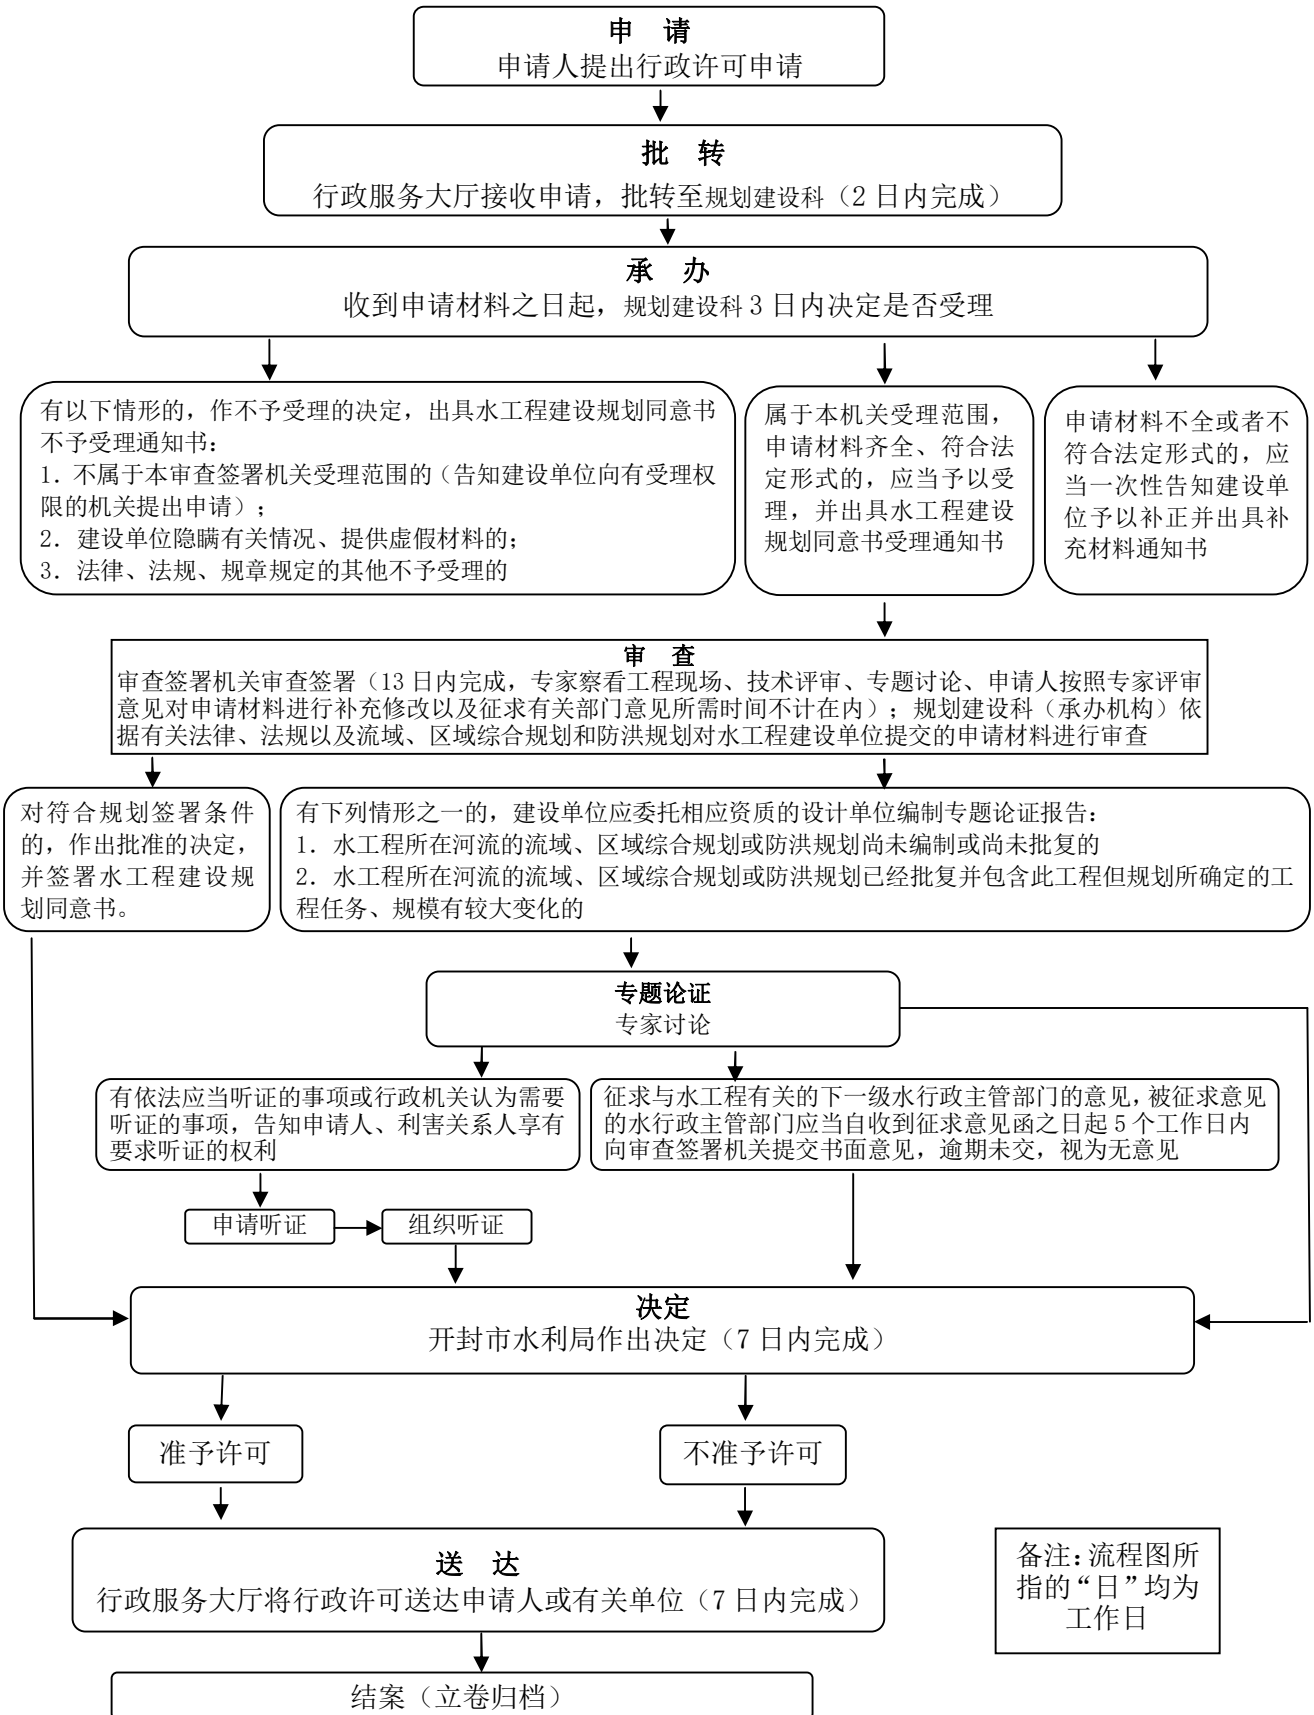 申 请
申请人提出行政许可申请
批 转
行政服务大厅接收申请，批转至规划建设科（2 日内完成）
承 办
收到申请材料之日起，规划建设科 3 日内决定是否受理
有以下情形的，作不予受理的决定，出具水工程建设规划同意书
不予受理通知书：
1．不属于本审查签署机关受理范围的（告知建设单位向有受理权
限的机关提出申请）；
2．建设单位隐瞒有关情况、提供虚假材料的；
3．法律、法规、规章规定的其他不予受理的
属于本机关受理范围，
申请材料齐全、符合法
定形式的，应当予以受
理，并出具水工程建设
规划同意书受理通知书
申请材料不全或者不
符合法定形式的，应
当一次性告知建设单
位予以补正并出具补
充材料通知书
审 查
审查签署机关审查签署（13 日内完成，专家察看工程现场、技术评审、专题讨论、申请人按照专家评审
意见对申请材料进行补充修改以及征求有关部门意见所需时间不计在内）；规划建设科（承办机构）依
据有关法律、法规以及流域、区域综合规划和防洪规划对水工程建设单位提交的申请材料进行审查
对符合规划签署条件
的，作出批准的决定，
并签署水工程建设规
划同意书。
有下列情形之一的，建设单位应委托相应资质的设计单位编制专题论证报告：
1．水工程所在河流的流域、区域综合规划或防洪规划尚未编制或尚未批复的
2．水工程所在河流的流域、区域综合规划或防洪规划已经批复并包含此工程但规划所确定的工
程任务、规模有较大变化的
专题论证
专家讨论
有依法应当听证的事项或行政机关认为需要
听证的事项，告知申请人、利害关系人享有
要求听证的权利
征求与水工程有关的下一级水行政主管部门的意见，被征求意见
的水行政主管部门应当自收到征求意见函之日起 5 个工作日内
向审查签署机关提交书面意见，逾期未交，视为无意见
申请听证
组织听证
决定
开封市水利局作出决定（7 日内完成）
准予许可
不准予许可
送 达
行政服务大厅将行政许可送达申请人或有关单位（7 日内完成）
备注：流程图所
指的“日”均为
工作日
结案（立卷归档）